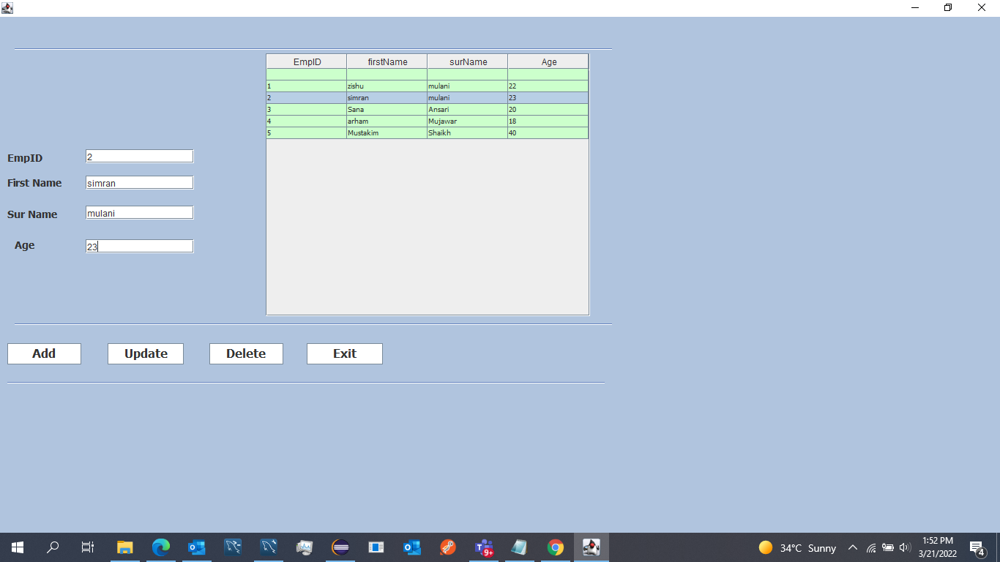 EmpID firstName surName Age
1 zishu mulani 22
2 simran mulani 23
3 Sana Ansari 20
4 arham Mujawar 18
5 Mustakim Shaikh 40
EmpID 2
First Name simran
Sur Name mulani
Age 23
Add Update Delete Exit
9+
34°C Sunny
1:52 PM
3/21/2022
4